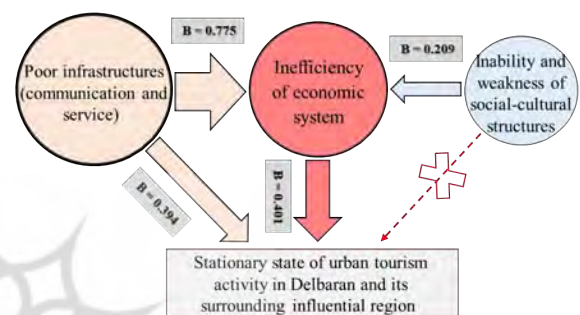 B = 0.775
B = 0.209
Poor infrastructures
(communication and
service)
Inefficiency
of economic
system
Inability and
weakness of
social-cultural
structures
B = 0.394
B = 0.401
Stationary state of urban tourism
activity in Delbaran and its
surrounding influential region